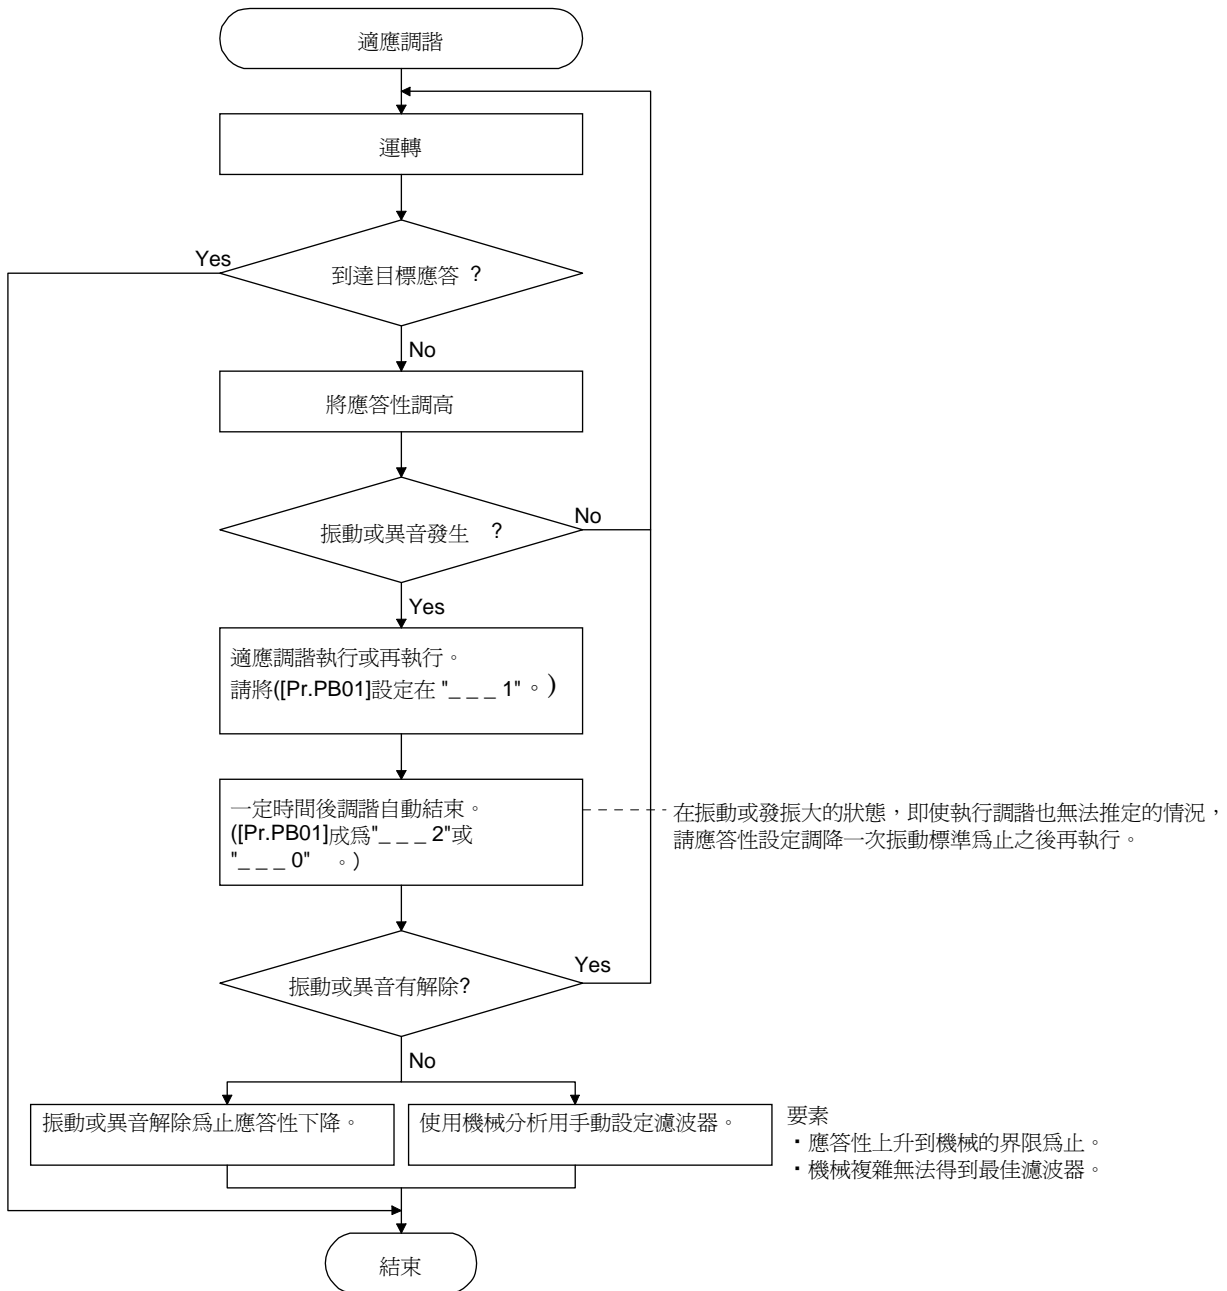 適應調諧
運轉
Yes
到達目標應答 ?
No
將應答性調高
振動或異音發生 ?
No
Yes
適應調諧執行或再執行。
請將([Pr.PB01]設定在 "_ _ _ 1" 。)
一定時間後調諧自動結束。
([Pr.PB01]成爲"_ _ _ 2"或
"_ _ _ 0" 。)
在振動或發振大的狀態，即使執行調諧也無法推定的情況，
請應答性設定調降一次振動標準爲止之後再執行。
振動或異音有解除?
Yes
No
振動或異音解除爲止應答性下降。
使用機械分析用手動設定濾波器。
要素
・應答性上升到機械的界限爲止。
・機械複雜無法得到最佳濾波器。
結束